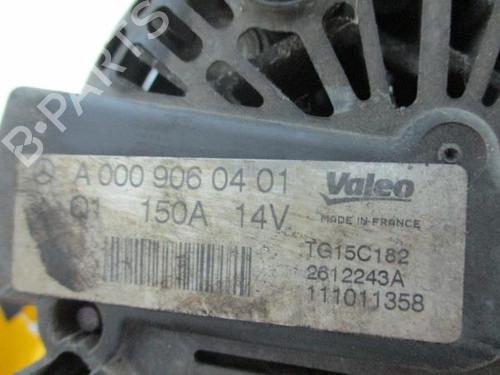 B-PARTS
A 000 906 04 01
Valeo
Q1 150A 14V
MADE IN FRANCE
TG15C182
2612243A
111011358